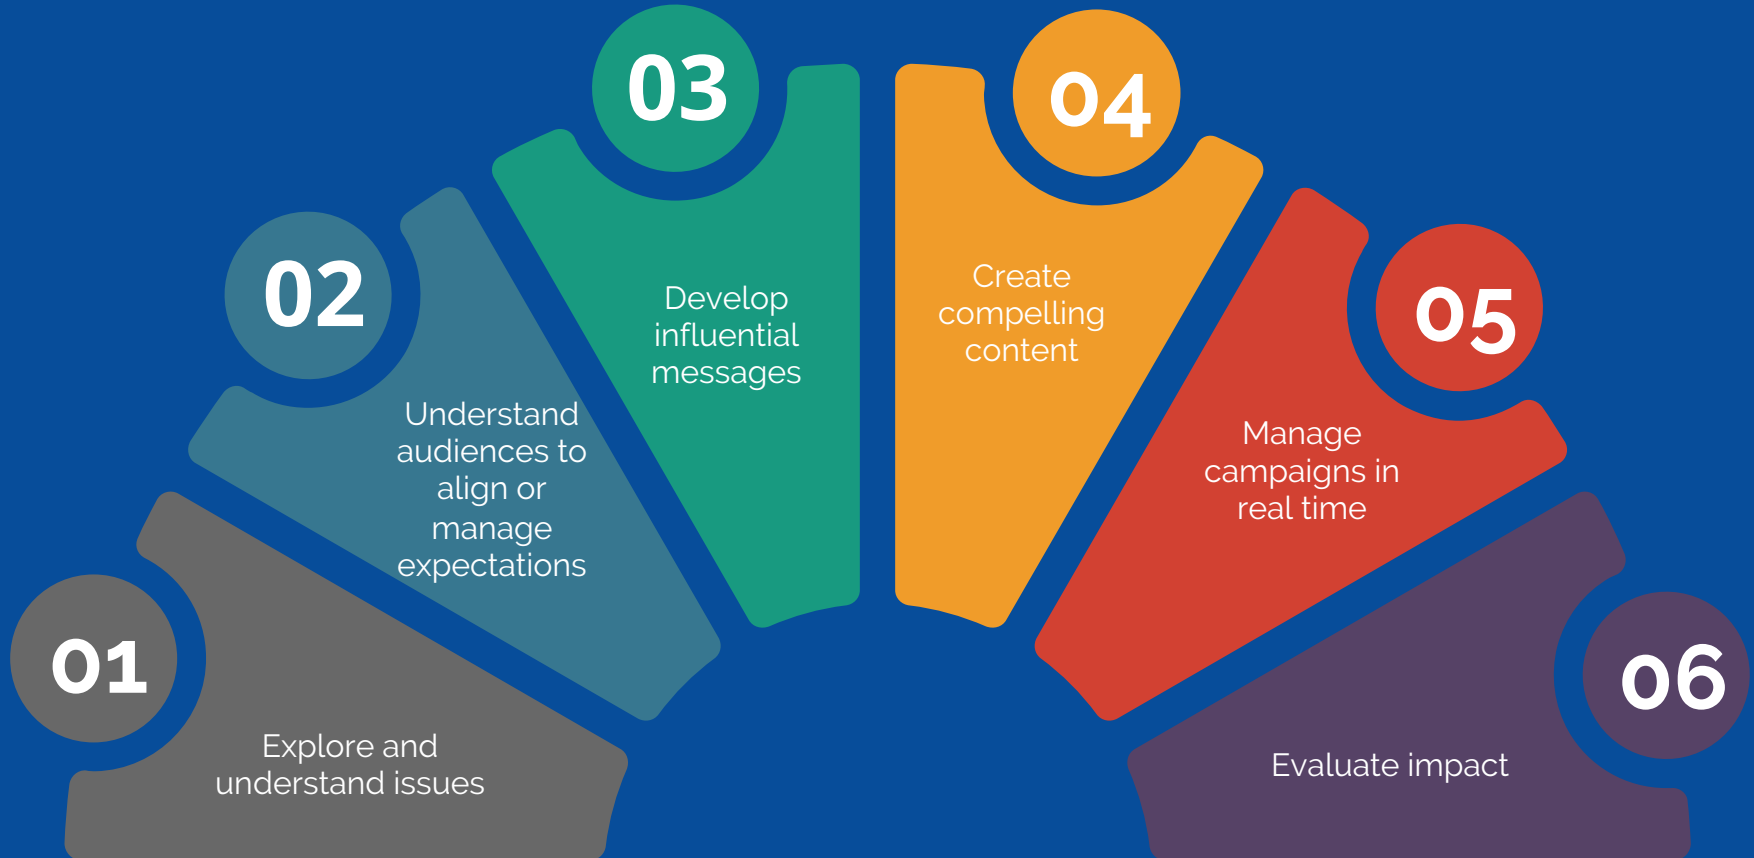 01
Explore and
understand issues
02
Understand
audiences to
align or
manage
expectations
03
Develop
influential
messages
04
Create
compelling
content
05
Manage
campaigns in
real time
06
Evaluate impact